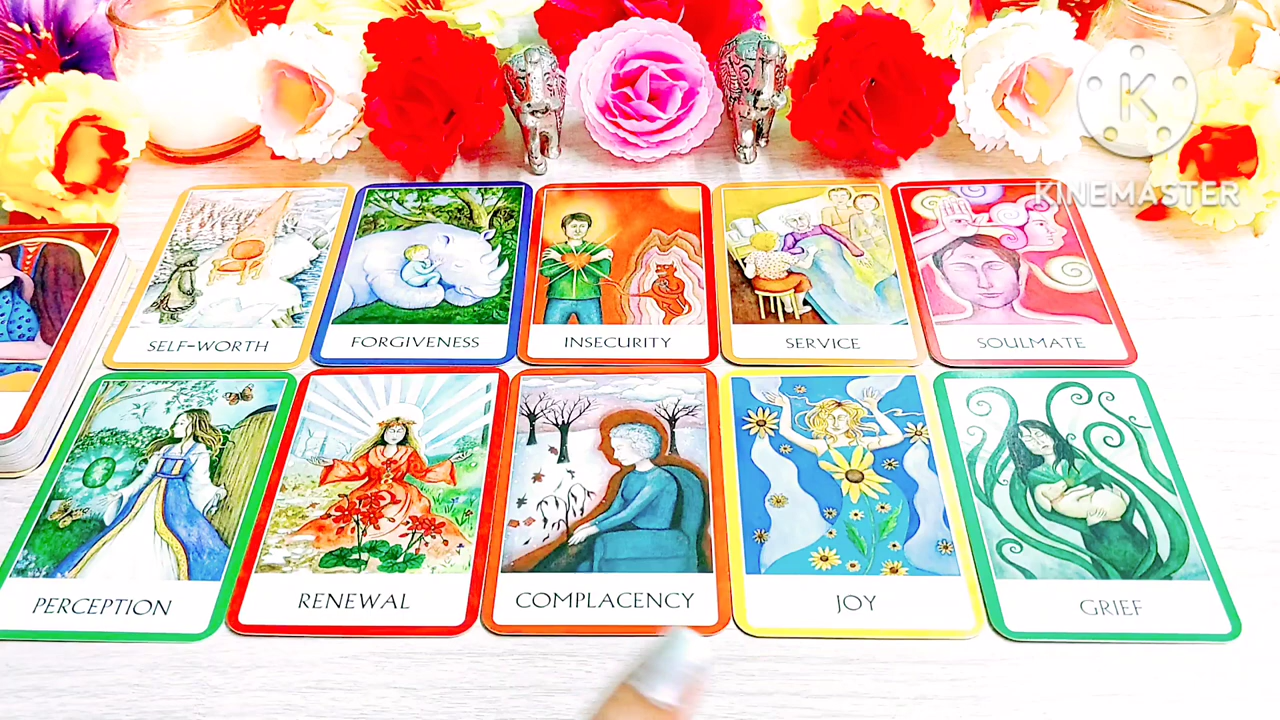 K
KINEMASTER
SELF-WORTH
FORGIVENESS
INSECURITY
SERVICE
SOULMATE
PERCEPTION
RENEWAL
COMPLACENCY
JOY
GRIEF